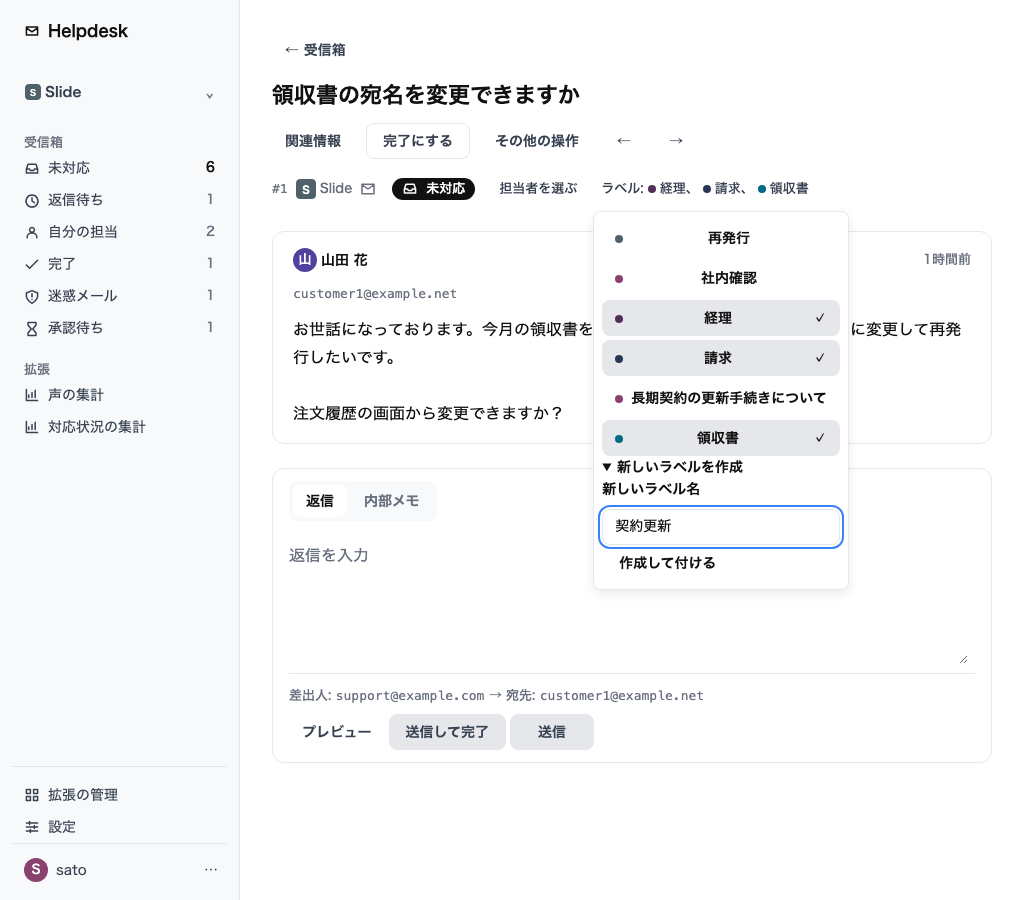 Helpdesk
S Slide
受信箱
未対応 6
返信待ち 1
自分の担当 2
完了 1
迷惑メール 1
承認待ち 1
拡張
声の集計
対応状況の集計
拡張の管理
設定
S sato ...
← 受信箱
領収書の宛名を変更できますか
関連情報 完了にする その他の操作 ← →
#1 S Slide 未対応 担当者を選ぶ ラベル: 経理、 請求、 領収書
山 山田 花 1時間前
customer1@example.net
お世話になっております。今月の領収書を
に変更して再発
行したいです。
注文履歴の画面から変更できますか？
再発行
社内確認
経理 ✓
請求 ✓
長期契約の更新手続きについて
領収書 ✓
▼ 新しいラベルを作成
新しいラベル名
契約更新
作成して付ける
返信 内部メモ
返信を入力
差出人: support@example.com → 宛先: customer1@example.net
プレビュー 送信して完了 送信